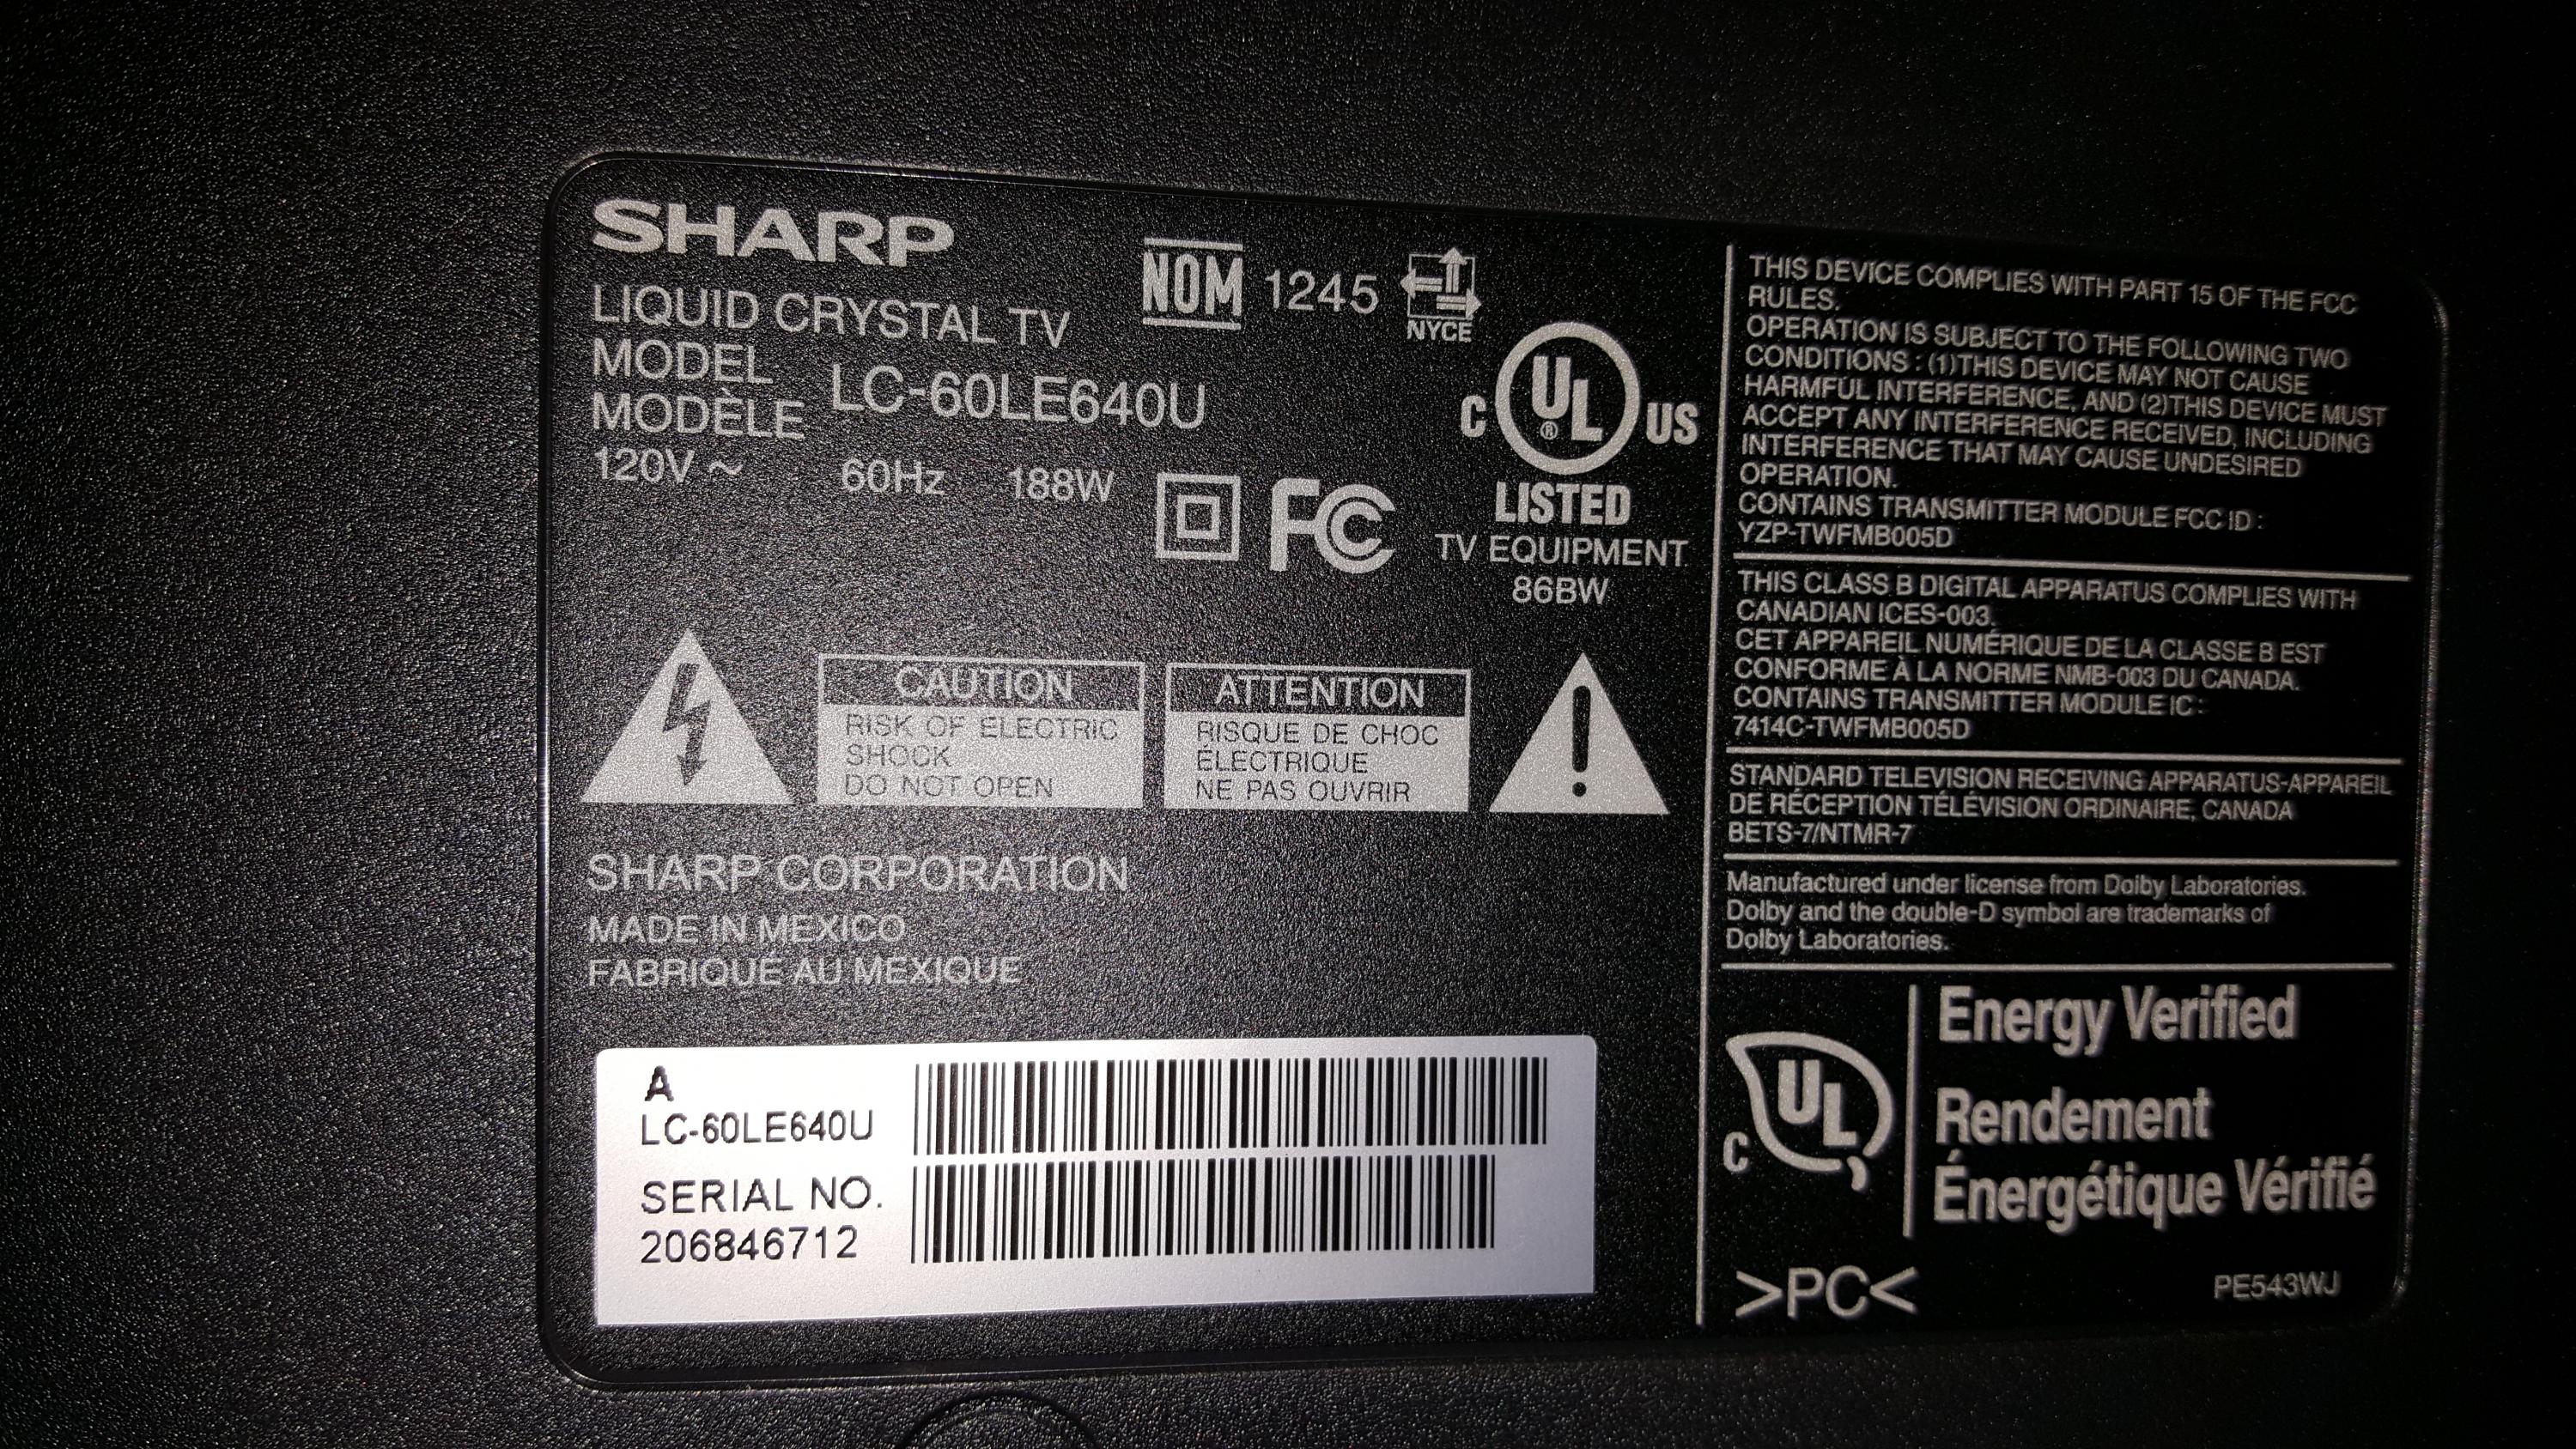 SHARP
LIQUID CRYSTAL TV
MODEL
MODÈLE
LC-60LE640U
120V ~ 60Hz 188W
NOM 1245
NYCE
C UL ® US
LISTED
TV EQUIPMENT
86BW
FC
CAUTION
RISK OF ELECTRIC
SHOCK
DO NOT OPEN
ATTENTION
RISQUE DE CHOC
ÉLECTRIQUE
NE PAS OUVRIR
SHARP CORPORATION
MADE IN MEXICO
FABRIQUÉ AU MEXIQUE
A
LC-60LE640U
SERIAL NO.
206846712
THIS DEVICE COMPLIES WITH PART 15 OF THE FCC
RULES.
OPERATION IS SUBJECT TO THE FOLLOWING TWO
CONDITIONS : (1)THIS DEVICE MAY NOT CAUSE
HARMFUL INTERFERENCE, AND (2)THIS DEVICE MUST
ACCEPT ANY INTERFERENCE RECEIVED, INCLUDING
INTERFERENCE THAT MAY CAUSE UNDESIRED
OPERATION.
CONTAINS TRANSMITTER MODULE FCC ID :
YZP-TWFMB005D
THIS CLASS B DIGITAL APPARATUS COMPLIES WITH
CANADIAN ICES-003.
CET APPAREIL NUMÉRIQUE DE LA CLASSE B EST
CONFORME À LA NORME NMB-003 DU CANADA.
CONTAINS TRANSMITTER MODULE IC :
7414C-TWFMB005D
STANDARD TELEVISION RECEIVING APPARATUS-APPAREIL
DE RÉCEPTION TÉLÉVISION ORDINAIRE, CANADA
BETS-7/NTMR-7
Manufactured under license from Dolby Laboratories.
Dolby and the double-D symbol are trademarks of
Dolby Laboratories.
C UL
Energy Verified
Rendement
Énergétique Vérifié
>PC<
PE543WJ